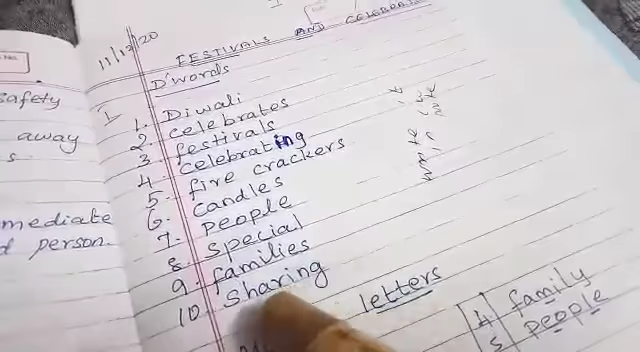 11/12/20
FESTIVALS AND CELEBRAT
D'words
I
1. Diwali
2. celebrates
3. festivals
4. celebrating
5. fire crackers
6. candles
7. people
8. special
9. families
10. Sharing
letters
4 family
5 people
safety
away
s.
mediate
d person.